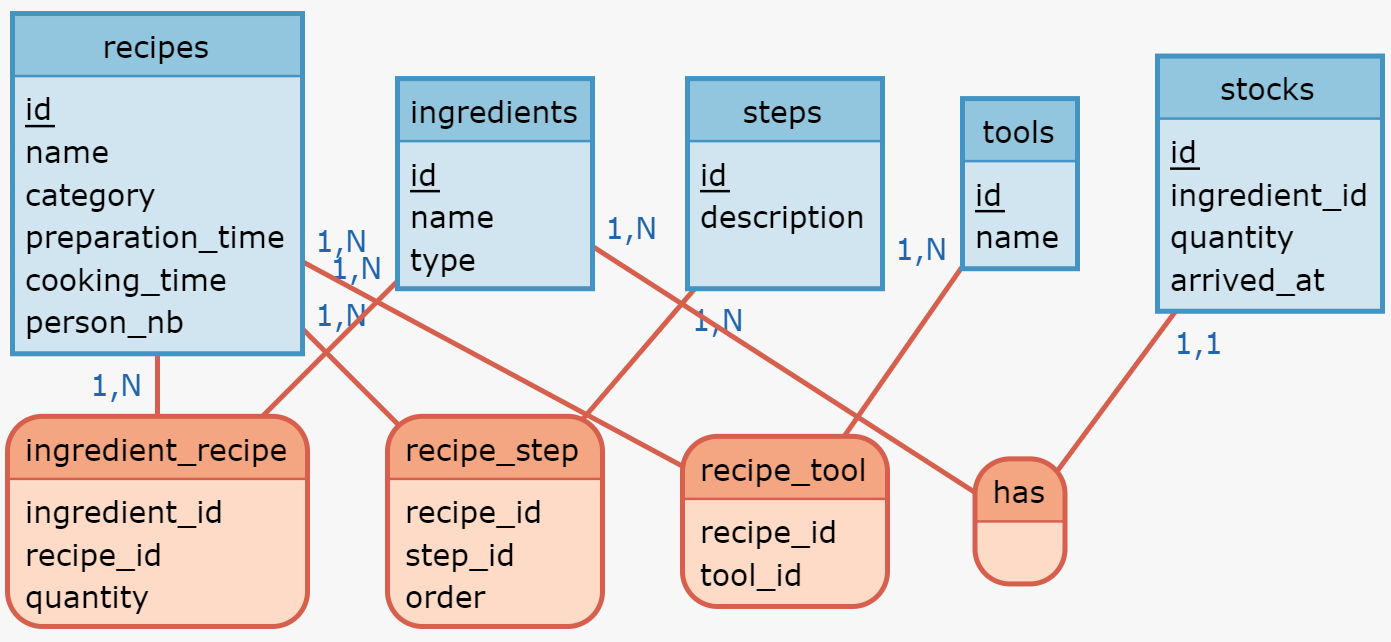 recipes
id
name
category
preparation_time
cooking_time
person_nb
ingredients
id
name
type
steps
id
description
tools
id
name
stocks
id
ingredient_id
quantity
arrived_at
1,N
1,N
1,N
1,N
1,N
1,N
1,N
1,1
ingredient_recipe
ingredient_id
recipe_id
quantity
recipe_step
recipe_id
step_id
order
recipe_tool
recipe_id
tool_id
has